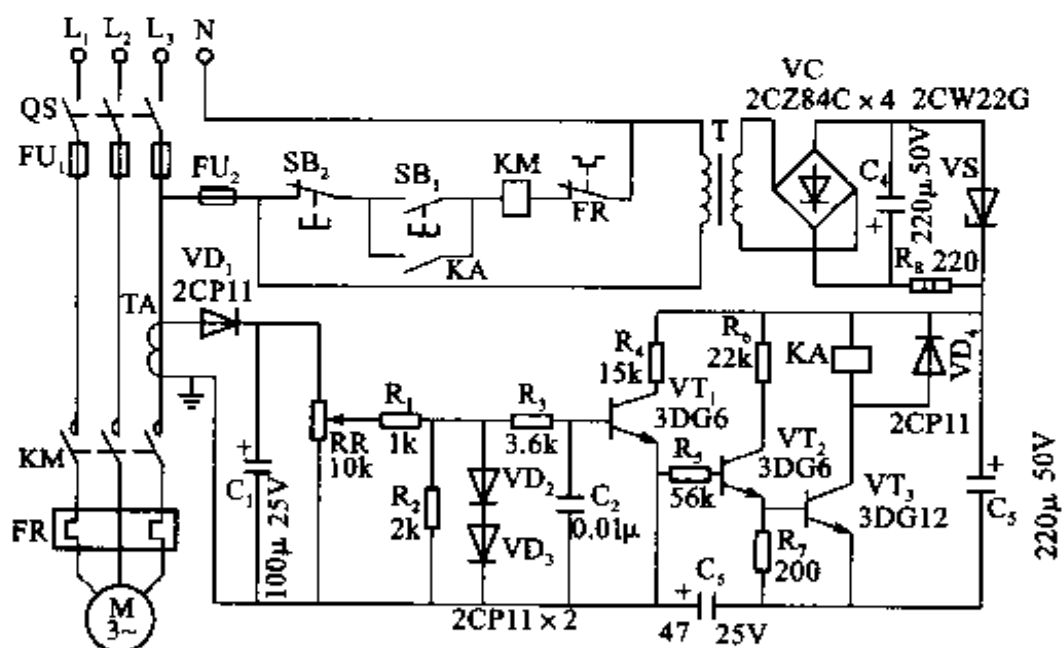 L₁ L₂ L₃ N
QS
FU₁
FU₂
SB₂
SB₁
KM
FR
KA
T
VC
2CZ84C × 4
2CW22G
C₄
220μ 50V
VS
R₈ 220
VD₁
2CP11
TA
R₄
15k
R₆
22k
KA
VD₄
2CP11
VT₁
3DG6
R₁
1k
R₃
3.6k
RR
10k
R₅
56k
VT₂
3DG6
VT₃
3DG12
KM
C₁
100μ 25V
R₂
2k
VD₂
VD₃
C₂
0.01μ
R₇
200
C₅
220μ 50V
FR
M
3~
2CP11 × 2
C₅
47 25V